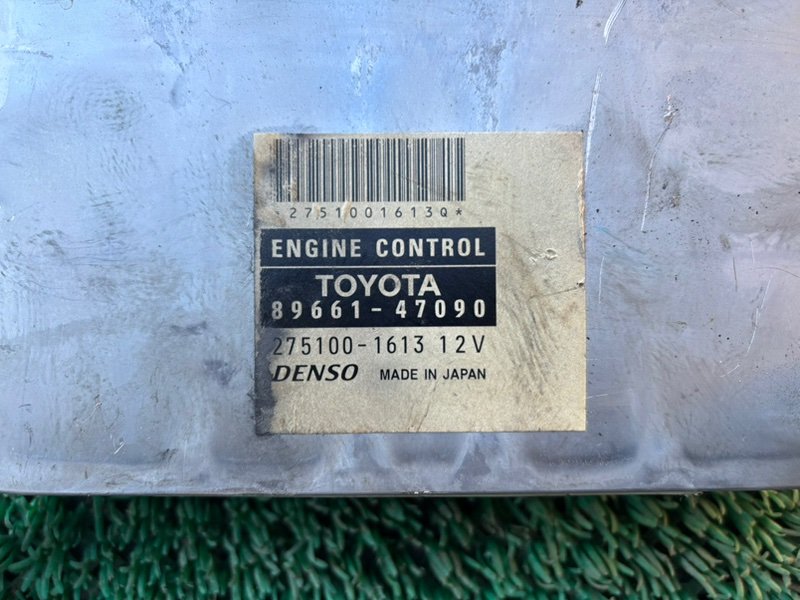 *2751001613Q*
ENGINE CONTROL
TOYOTA
89661-47090
275100-1613 12V
DENSO MADE IN JAPAN